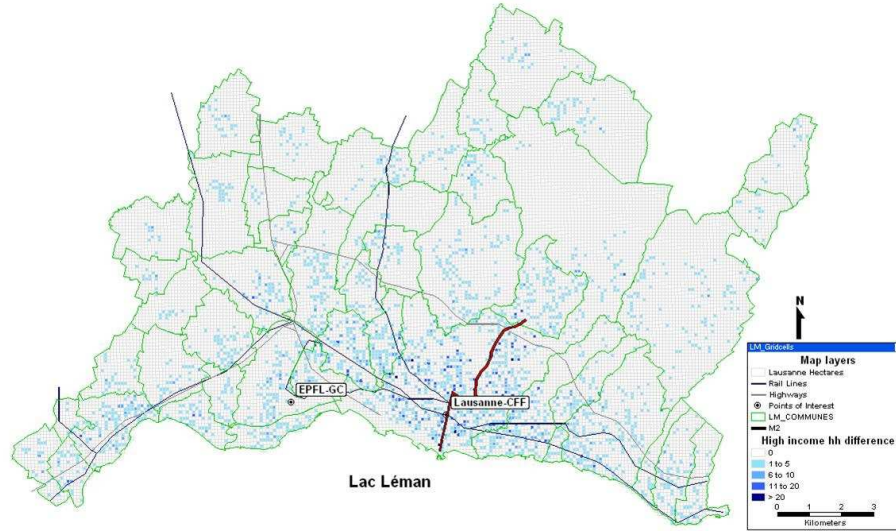 EPFL-GC
Lausanne-CFF
Lac Léman
N
LM_Gridcells
Map layers
Lausanne Hectares
Rail Lines
Highways
Points of Interest
LM_COMMUNES
M2
High income hh difference
0
1 to 5
6 to 10
11 to 20
> 20
0 1 2 3
Kilometers